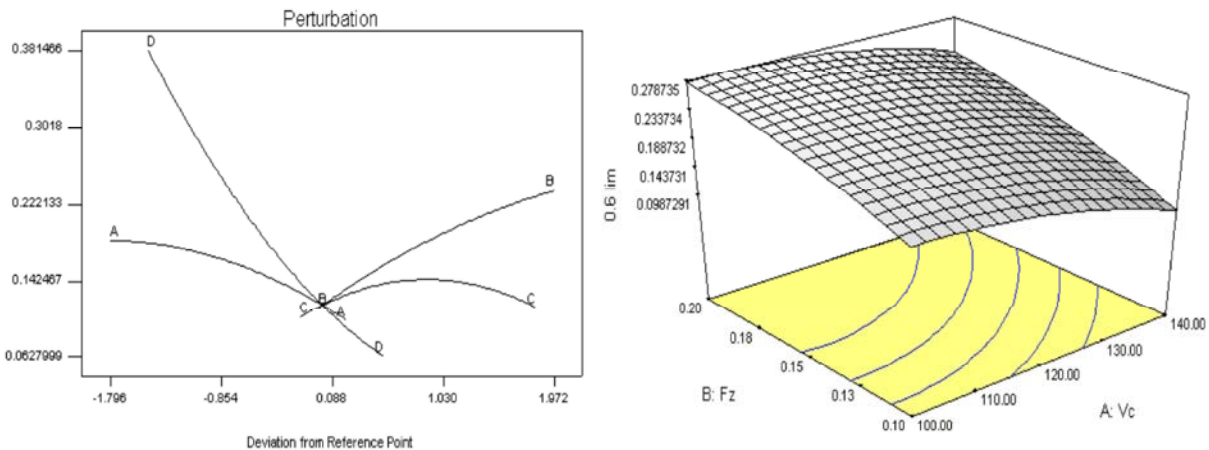 Perturbation
0.381466
0.3018
0.222133
0.142467
0.0627999
D
B
A
B
C
A
C
D
-1.796
-0.854
0.088
1.030
1.972
Deviation from Reference Point
0.278735
0.233734
0.188732
0.143731
0.0987291
0.6 lim
0.20
0.18
0.15
0.13
0.10
B: Fz
100.00
110.00
120.00
130.00
140.00
A: Vc